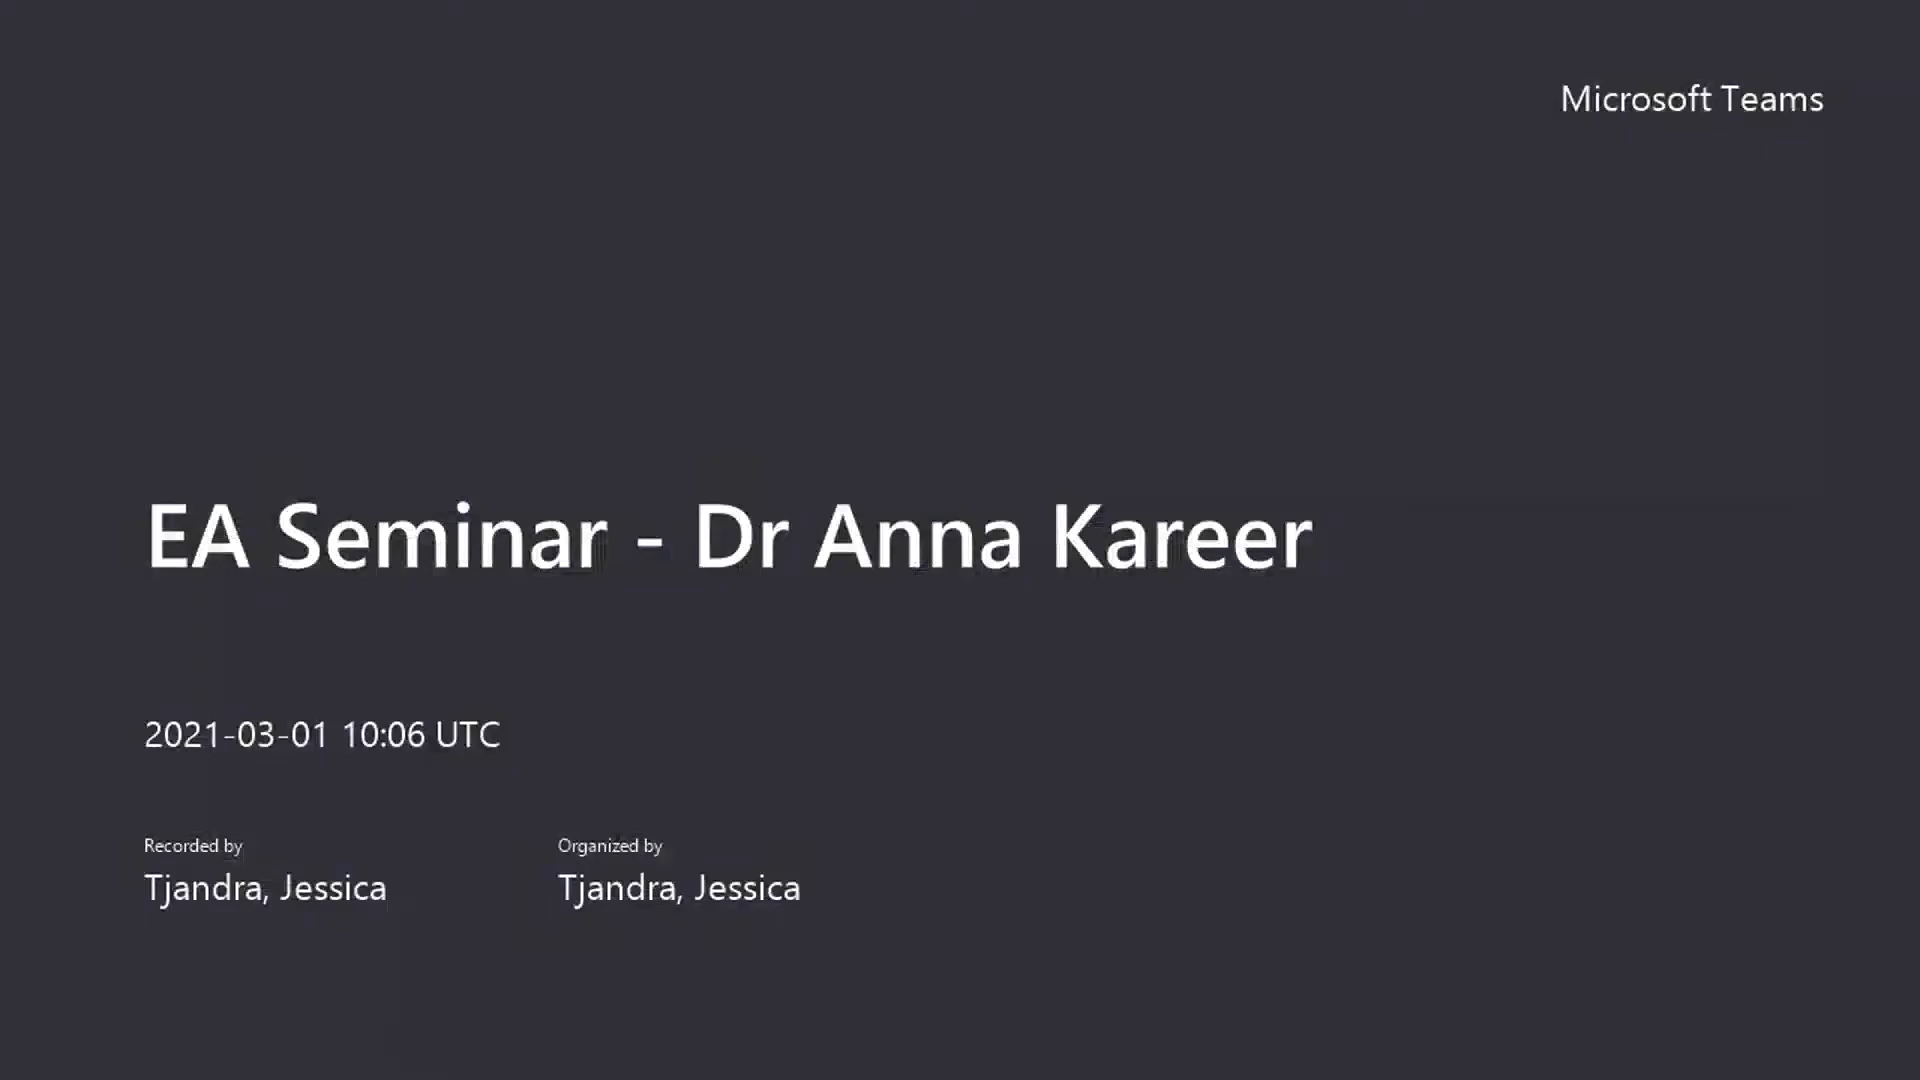 Microsoft Teams
EA Seminar - Dr Anna Kareer
2021-03-01 10:06 UTC
Recorded by
Tjandra, Jessica
Organized by
Tjandra, Jessica